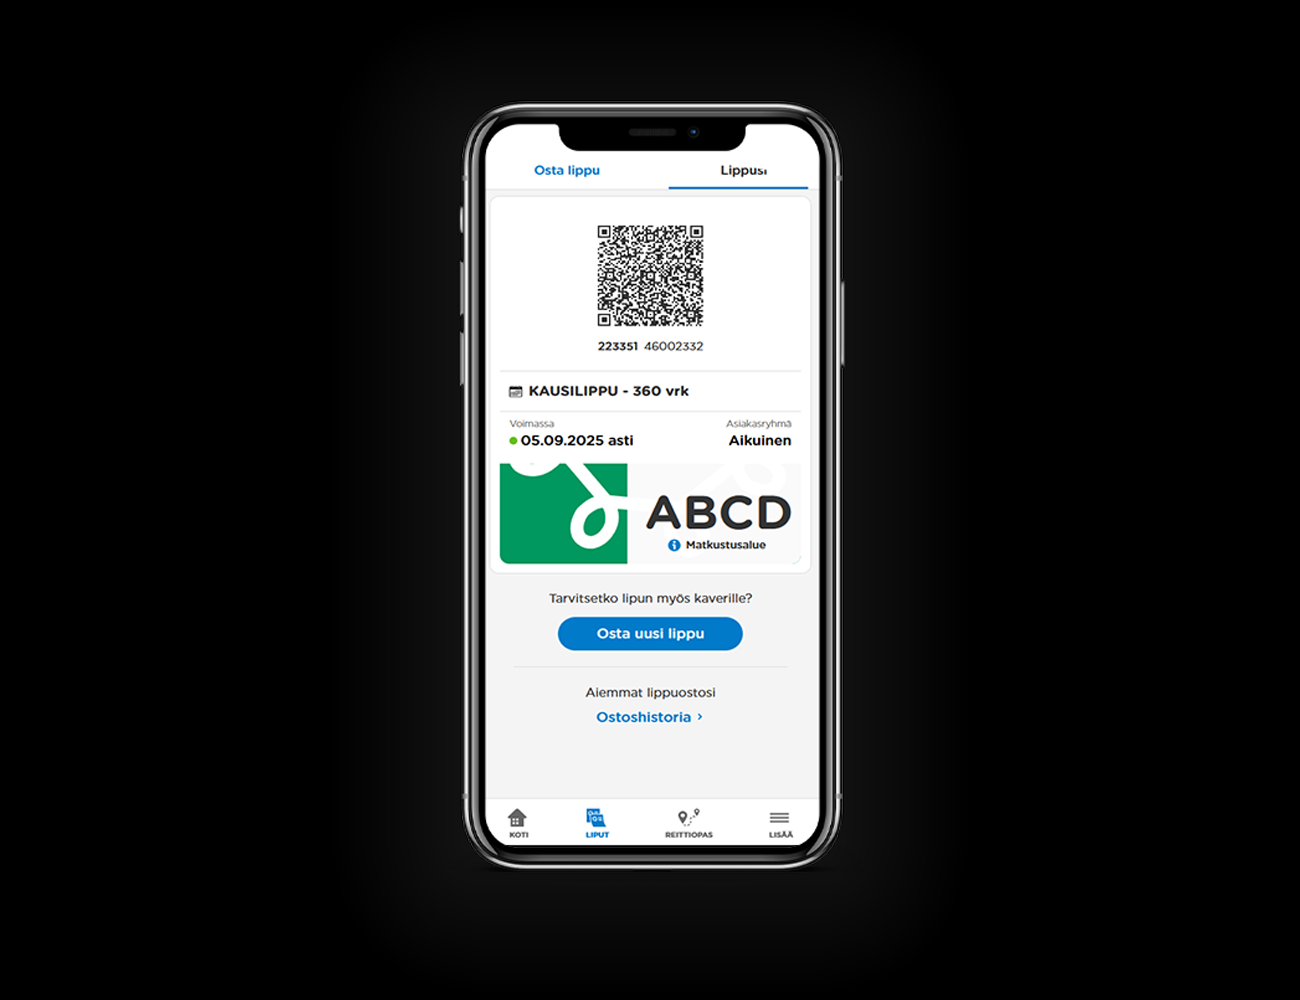 Osta lippu Lippusi
223351 46002332
KAUSILIPPU - 360 vrk
Voimassa Asiakasryhmä
05.09.2025 asti Aikuinen
ABCD
Matkustusalue
Tarvitsetko lipun myös kaverille?
Osta uusi lippu
Aiemmat lippuostosi
Ostoshistoria
KOTI LIPUT REITTIOPAS LISÄÄ